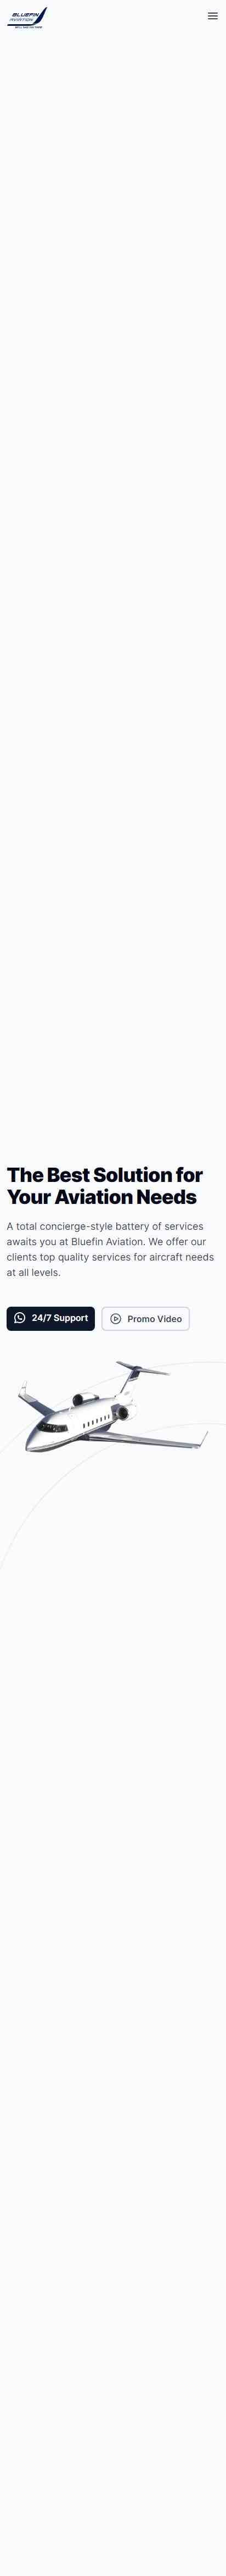 BLUEFIN
AVIATION
The Best Solution for
Your Aviation Needs
A total concierge-style battery of services
awaits you at Bluefin Aviation. We offer our
clients top quality services for aircraft needs
at all levels.
24/7 Support
Promo Video